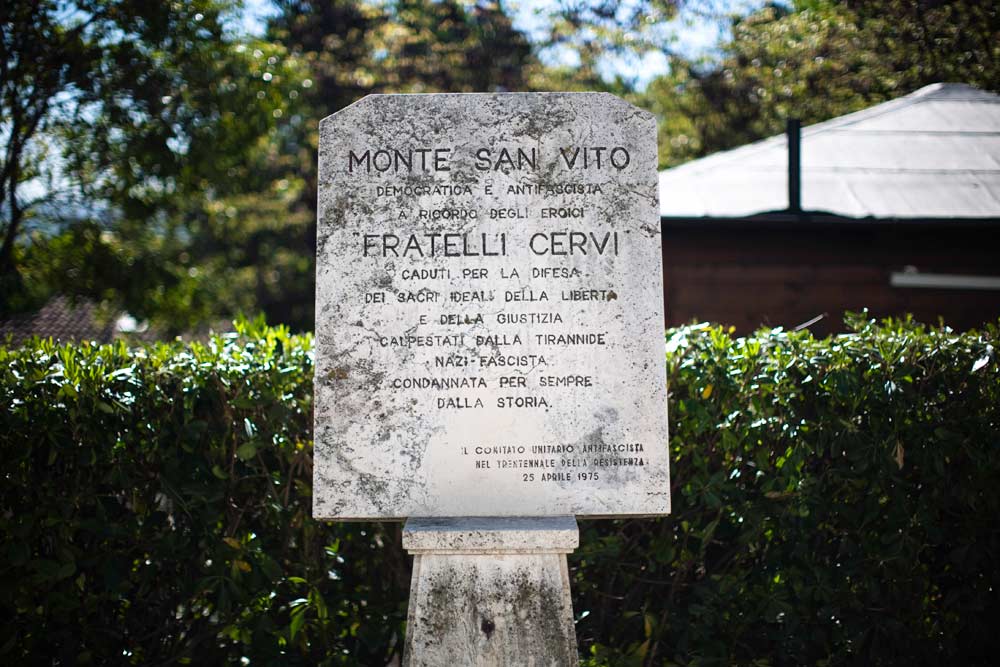 MONTE SAN VITO
DEMOCRATICA E ANTIFASCISTA
A RICORDO DEGLI EROICI
"FRATELLI CERVI"
CADUTI PER LA DIFESA
DEI SACRI IDEALI DELLA LIBERTÀ
E DELLA GIUSTIZIA
CALPESTATI DALLA TIRANNIDE
NAZI-FASCISTA
CONDANNATA PER SEMPRE
DALLA STORIA.
IL COMITATO UNITARIO ANTIFASCISTA
NEL TRENTENNALE DELLA RESISTENZA
25 APRILE 1975